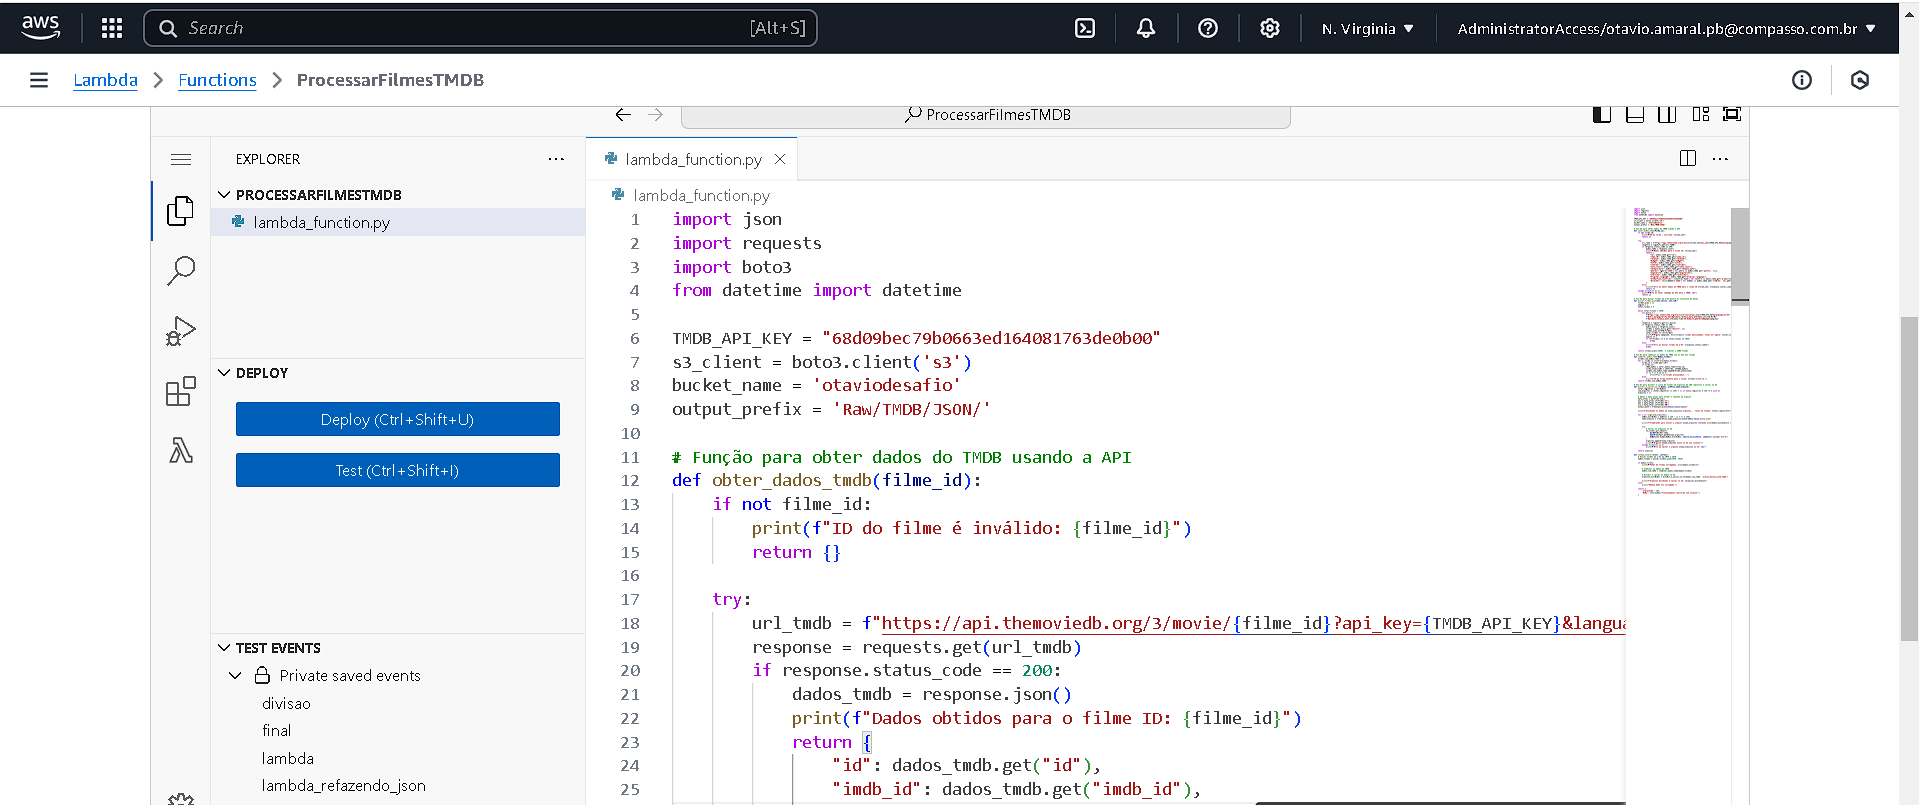 aws
Search
[Alt+S]
N. Virginia
AdministratorAccess/otavio.amaral.pb@compasso.com.br
Lambda
Functions
ProcessarFilmesTMDB
ProcessarFilmesTMDB
EXPLORER
PROCESSARFILMESTMDB
lambda_function.py
DEPLOY
Deploy (Ctrl+Shift+U)
Test (Ctrl+Shift+I)
TEST EVENTS
Private saved events
divisao
final
lambda
lambda_refazendo_json
lambda_function.py
lambda_function.py
1 import json
2 import requests
3 import boto3
4 from datetime import datetime
5
6 TMDB_API_KEY = "68d09bec79b0663ed164081763de0b00"
7 s3_client = boto3.client('s3')
8 bucket_name = 'otaviodesafio'
9 output_prefix = 'Raw/TMDB/JSON/'
10
11 # Função para obter dados do TMDB usando a API
12 def obter_dados_tmdb(filme_id):
13 if not filme_id:
14 print(f"ID do filme é inválido: {filme_id}")
15 return {}
16
17 try:
18 url_tmdb = f"https://api.themoviedb.org/3/movie/{filme_id}?api_key={TMDB_API_KEY}&langua
19 response = requests.get(url_tmdb)
20 if response.status_code == 200:
21 dados_tmdb = response.json()
22 print(f"Dados obtidos para o filme ID: {filme_id}")
23 return {
24 "id": dados_tmdb.get("id"),
25 "imdb_id": dados_tmdb.get("imdb_id"),